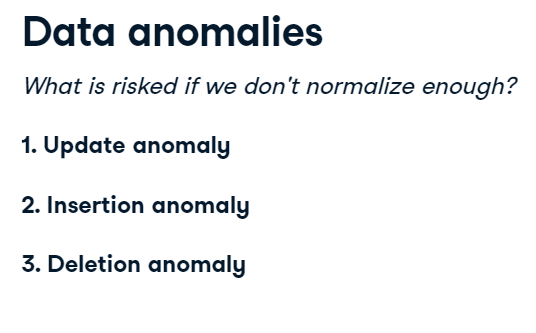 Data anomalies
What is risked if we don't normalize enough?
1. Update anomaly
2. Insertion anomaly
3. Deletion anomaly